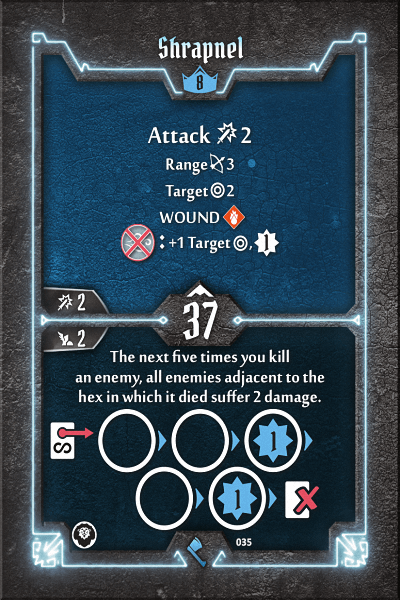 Shrapnel
8
Attack 2
Range 3
Target 2
WOUND
: +1 Target , 1
2
37
2
The next five times you kill
an enemy, all enemies adjacent to the
hex in which it died suffer 2 damage.
S
1
1
035